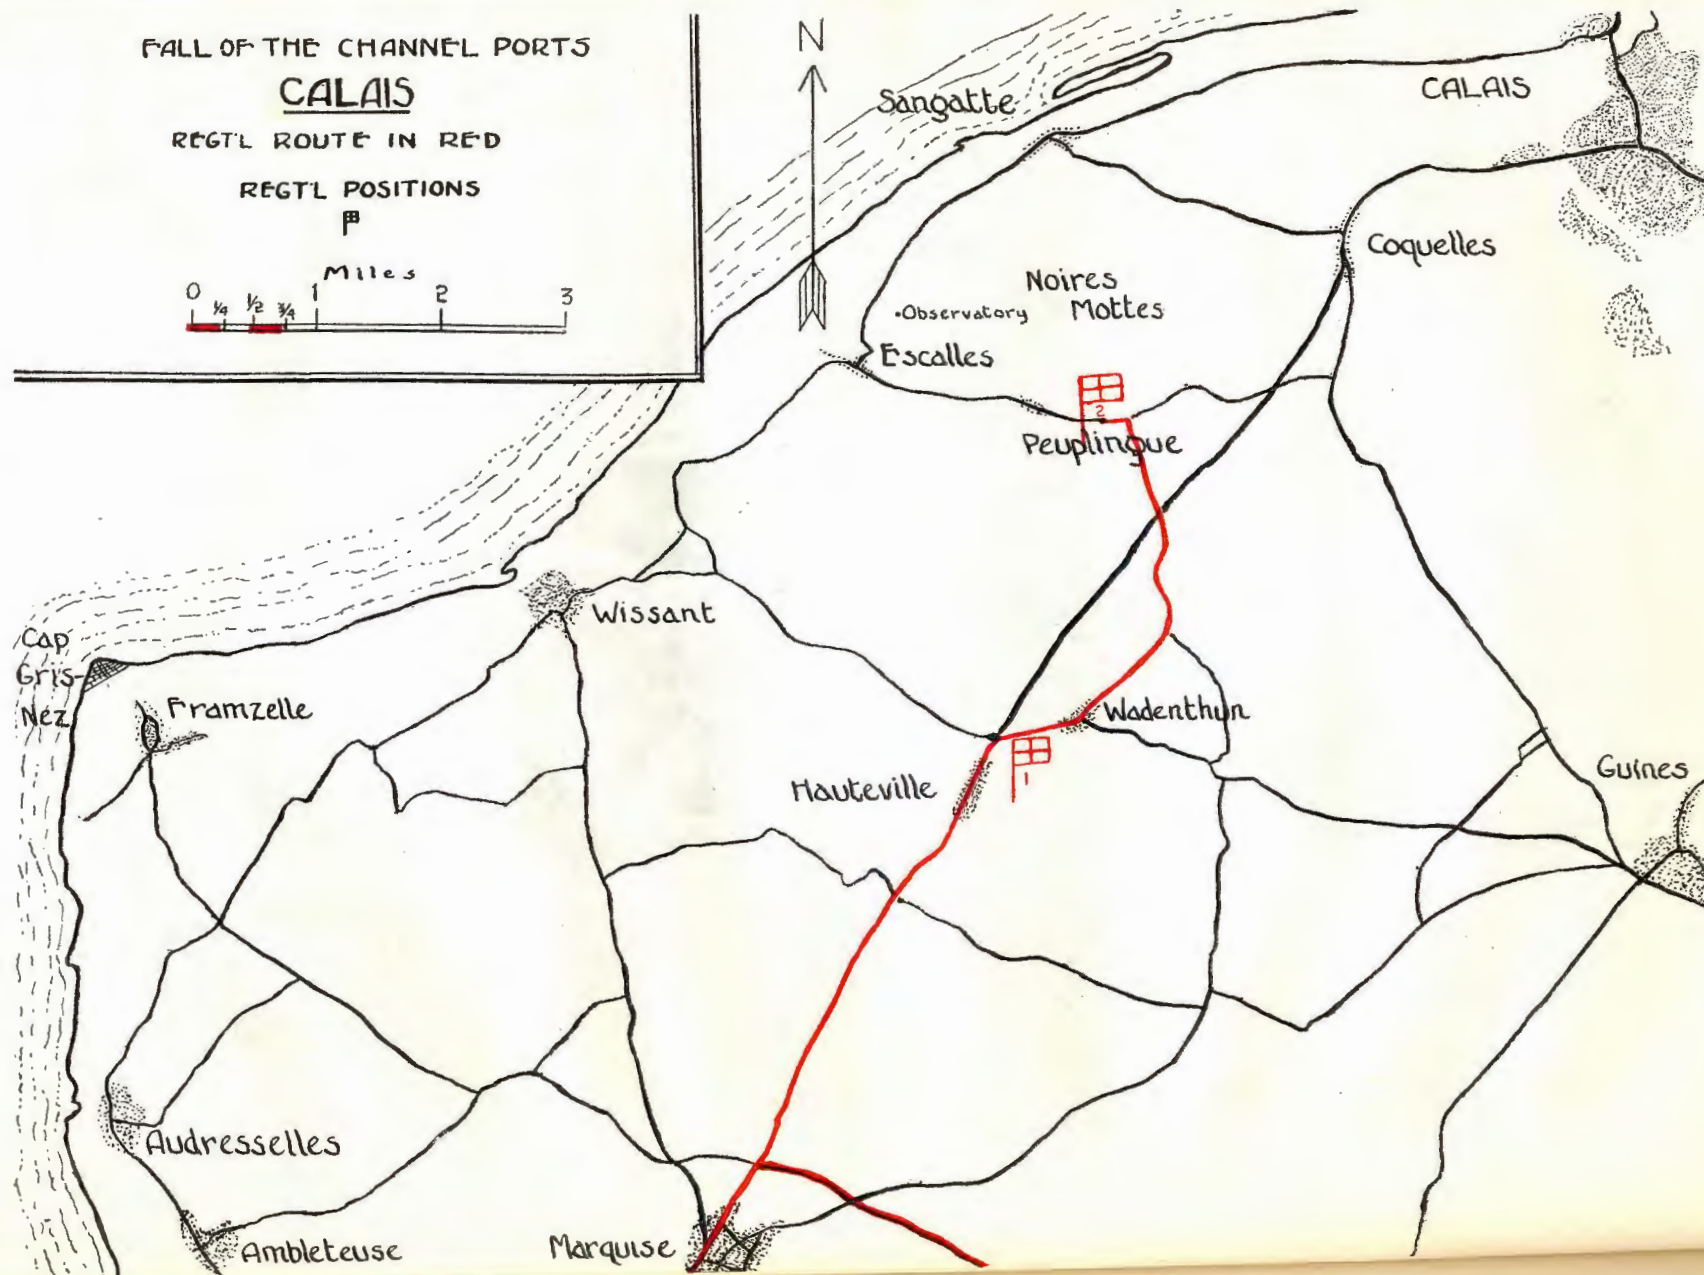 FALL OF THE CHANNEL PORTS
CALAIS
REGT'L ROUTE IN RED
REGT'L POSITIONS
Miles
0 ¼ ½ ¾ 1 2 3
N
Sangatte
CALAIS
Coquelles
Noires
Mottes
Observatory
Escalles
2
Peuplingue
Wissant
Cap
Gris-
Nez
Framzelle
Wadenthun
1
Hauteville
Guines
Audresselles
Ambleteuse
Marquise